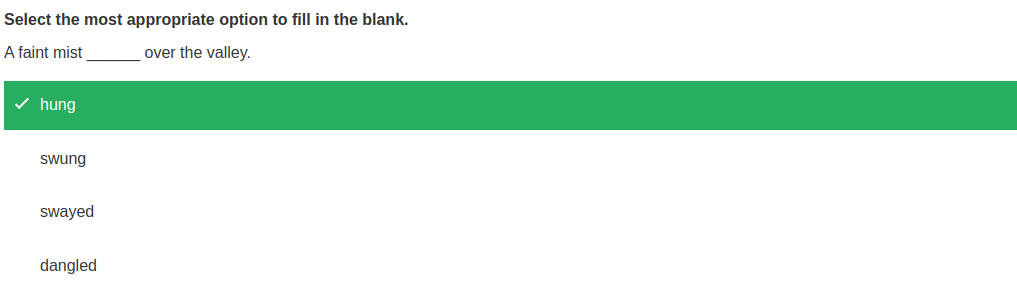 Select the most appropriate option to fill in the blank.
A faint mist ______ over the valley.
hung
swung
swayed
dangled